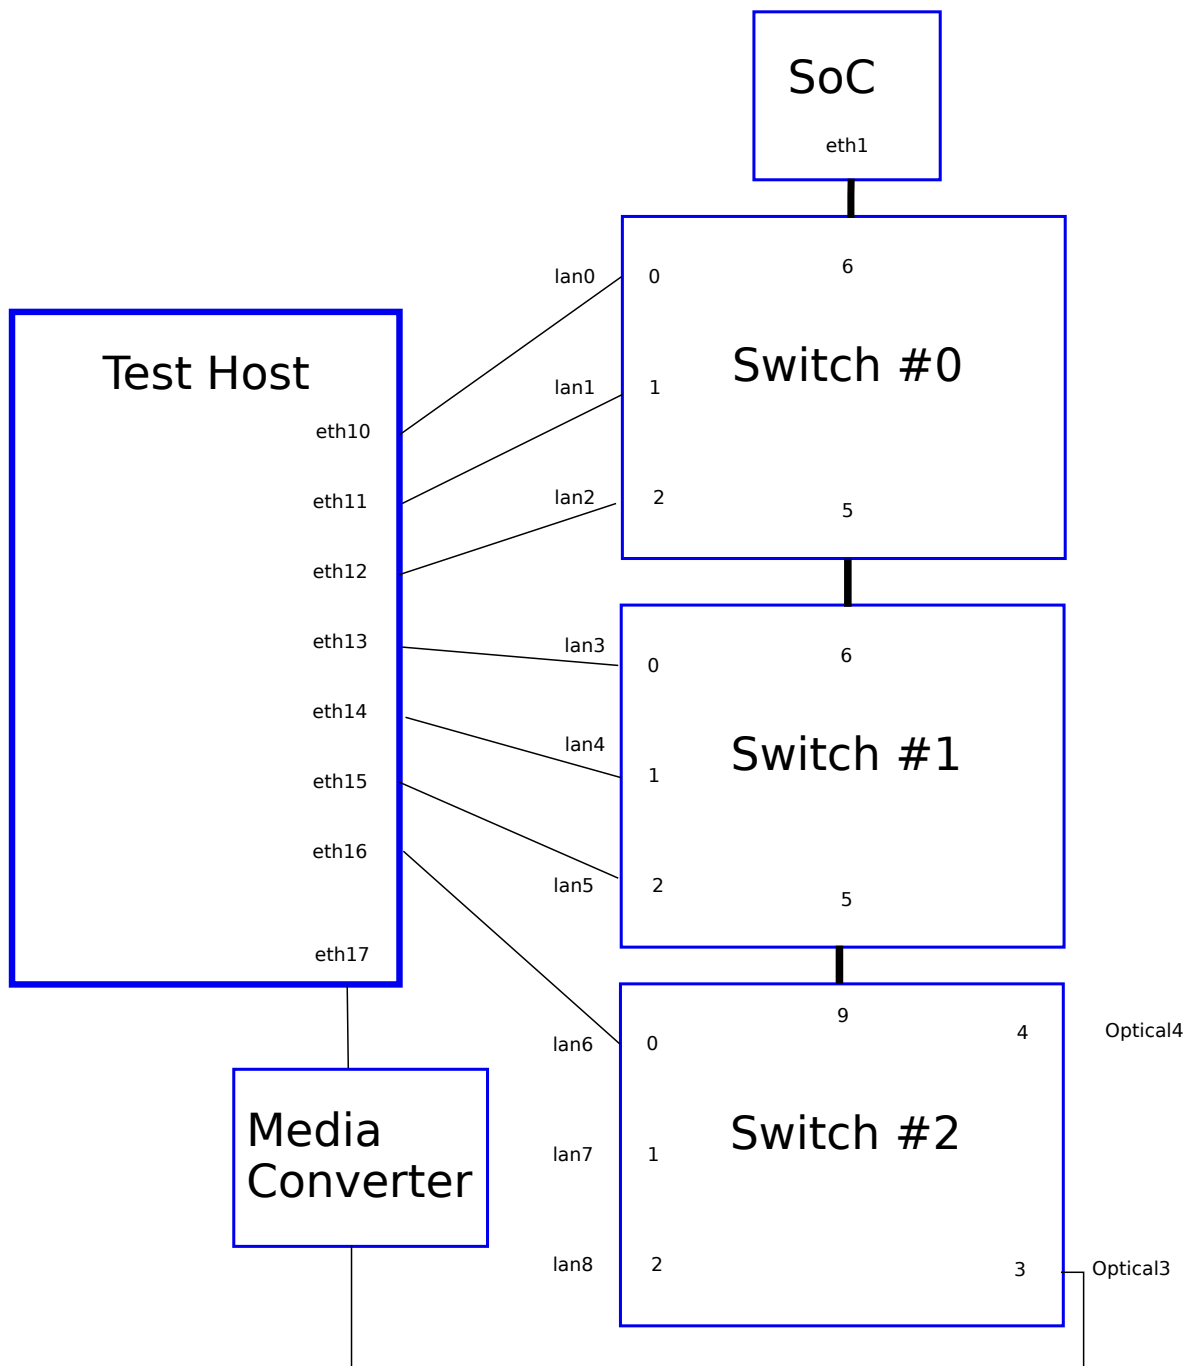 SoC
eth1
Test Host
eth10
eth11
eth12
eth13
eth14
eth15
eth16
eth17
lan0
0
6
lan1
1
Switch #0
lan2
2
5
lan3
0
6
lan4
1
Switch #1
lan5
2
5
Media
Converter
lan6
0
9
4
Optical4
lan7
1
Switch #2
lan8
2
3
Optical3